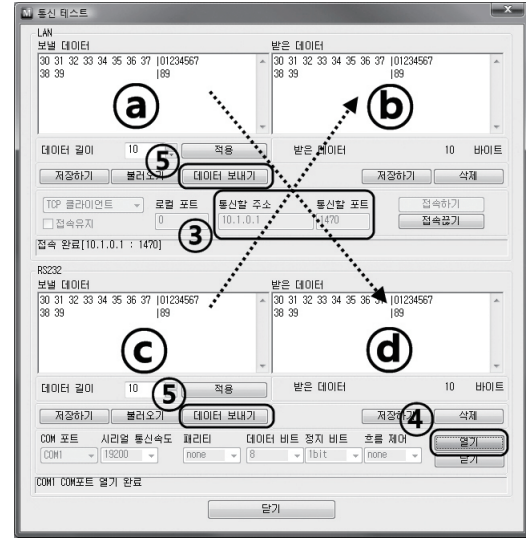 통신 테스트
LAN
보낼 데이터 받은 데이터
30 31 32 33 34 35 36 37 |01234567 30 31 32 33 34 35 36 37 |01234567
38 39 |89 38 39 |89
ⓐ ⓑ
데이터 길이 10 ⑤ 적용 받은 데이터 10 바이트
저장하기 불러오기 데이터 보내기 저장하기 삭제
TCP 클라이언트 로컬 포트 통신할 주소 통신할 포트 접속하기
접속유지 0 ③ 10.1.0.1 1470 접속끊기
접속 완료[10.1.0.1 : 1470]
RS232
보낼 데이터 받은 데이터
30 31 32 33 34 35 36 37 |01234567 30 31 32 33 34 35 36 37 |01234567
38 39 |89 38 39 |89
ⓒ ⓓ
데이터 길이 10 ⑤ 적용 받은 데이터 10 바이트
저장하기 불러오기 데이터 보내기 저장하기 ④ 삭제
COM 포트 시리얼 통신속도 패리티 데이터 비트 정지 비트 흐름 제어 열기
COM1 19200 none 8 1bit none 닫기
COM1 COM포트 열기 완료
닫기